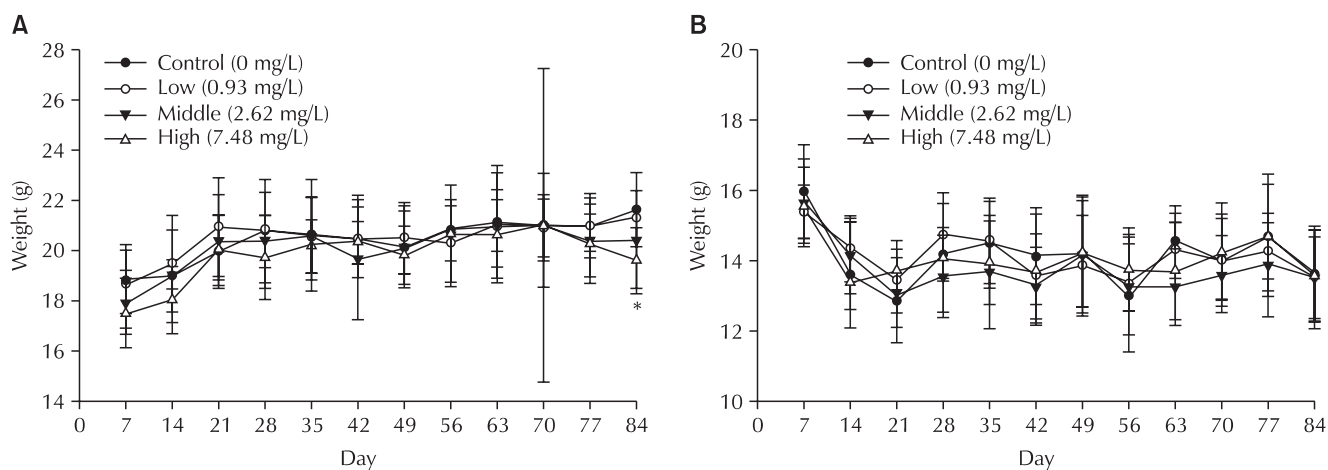 A
28
26
24
22
20
18
16
14
Weight (g)
Control (0 mg/L)
Low (0.93 mg/L)
Middle (2.62 mg/L)
High (7.48 mg/L)
*
0 7 14 21 28 35 42 49 56 63 70 77 84
Day
B
20
18
16
14
12
10
Weight (g)
Control (0 mg/L)
Low (0.93 mg/L)
Middle (2.62 mg/L)
High (7.48 mg/L)
0 7 14 21 28 35 42 49 56 63 70 77 84
Day